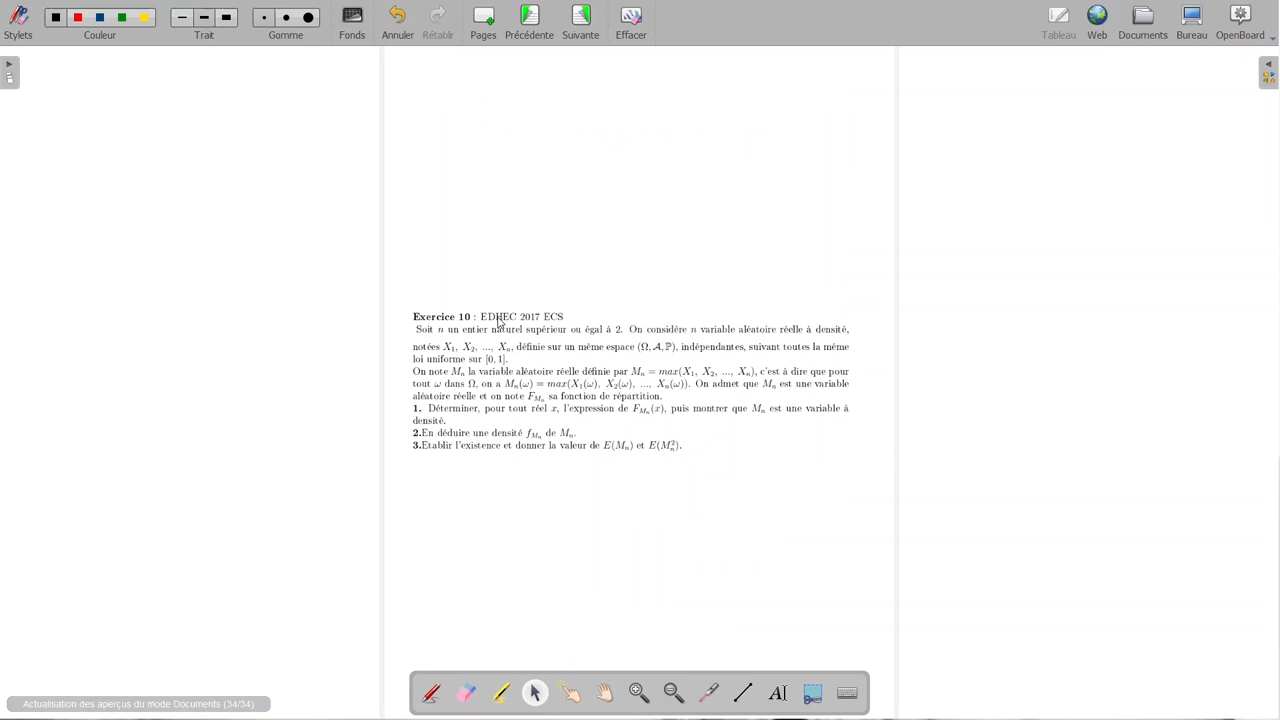 Stylets Couleur Trait Gomme Fonds Annuler Rétablir Pages Précédente Suivante Effacer Tableau Web Documents Bureau OpenBoard
Exercice 10 : EDHEC 2017 ECS
Soit n un entier naturel supérieur ou égal à 2. On considère n variable aléatoire réelle à densité,
notées X₁, X₂, ..., Xₙ, définie sur un même espace (Ω, 𝒜, ℙ), indépendantes, suivant toutes la même
loi uniforme sur [0, 1].
On note Mₙ la variable aléatoire réelle définie par Mₙ = max(X₁, X₂, ..., Xₙ), c'est à dire que pour
tout ω dans Ω, on a Mₙ(ω) = max(X₁(ω), X₂(ω), ..., Xₙ(ω)). On admet que Mₙ est une variable
aléatoire réelle et on note F_{Mₙ} sa fonction de répartition.
1. Déterminer, pour tout réel x, l'expression de F_{Mₙ}(x), puis montrer que Mₙ est une variable à
densité.
2.En déduire une densité f_{Mₙ} de Mₙ.
3.Etablir l'existence et donner la valeur de E(Mₙ) et E(Mₙ²).
AI
Actualisation des aperçus du mode Documents (34/34)